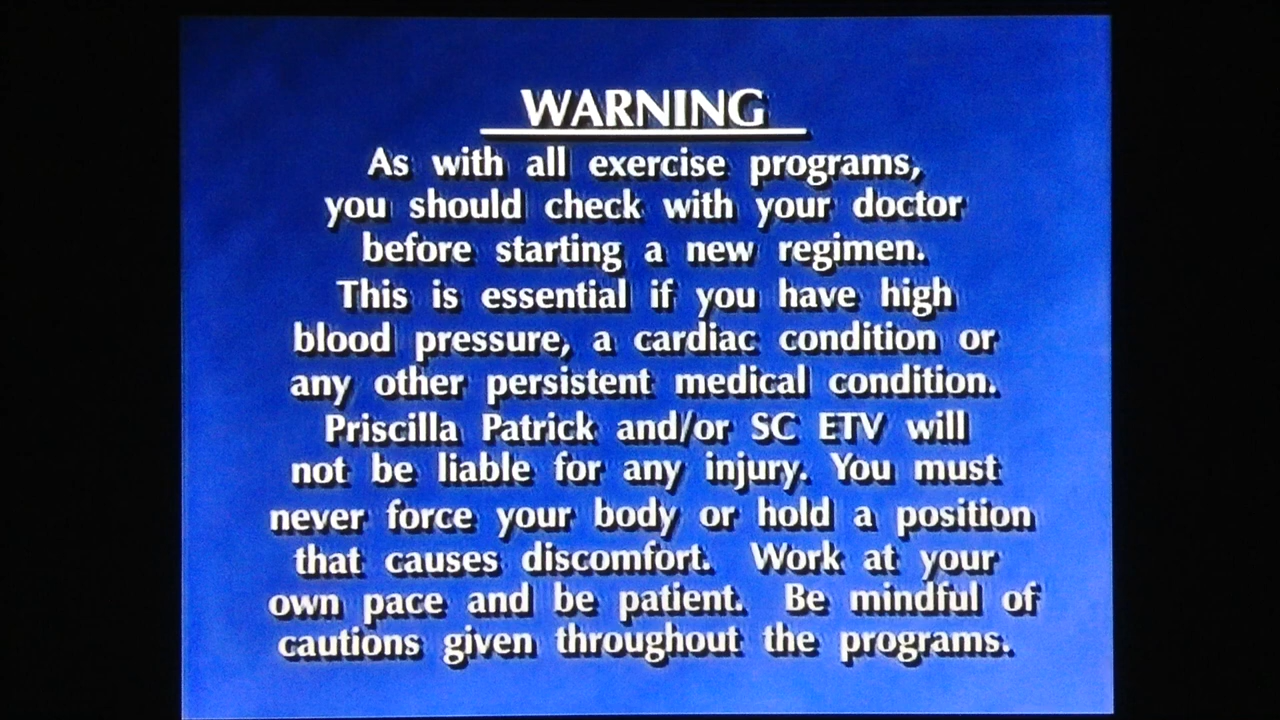 WARNING
As with all exercise programs,
you should check with your doctor
before starting a new regimen.
This is essential if you have high
blood pressure, a cardiac condition or
any other persistent medical condition.
Priscilla Patrick and/or SC ETV will
not be liable for any injury. You must
never force your body or hold a position
that causes discomfort. Work at your
own pace and be patient. Be mindful of
cautions given throughout the programs.